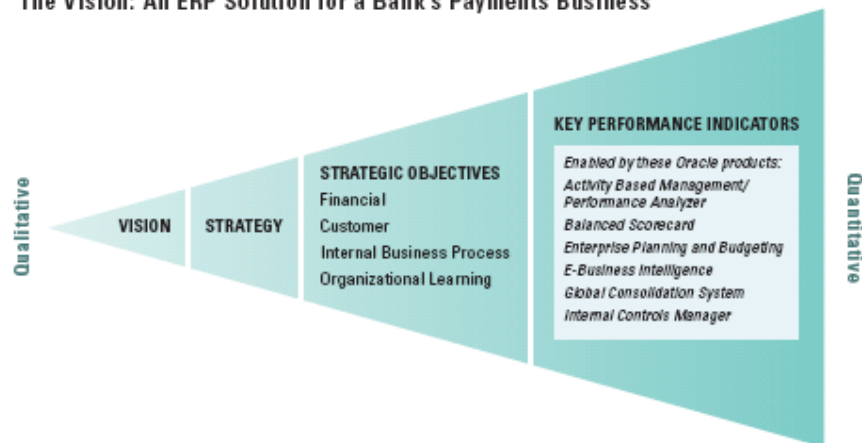 The Vision: An ERP Solution for a Bank's Payments Business
Qualitative
VISION
STRATEGY
STRATEGIC OBJECTIVES
Financial
Customer
Internal Business Process
Organizational Learning
KEY PERFORMANCE INDICATORS
Enabled by these Oracle products:
Activity Based Management/
Performance Analyzer
Balanced Scorecard
Enterprise Planning and Budgeting
E-Business Intelligence
Global Consolidation System
Internal Controls Manager
Quantitative